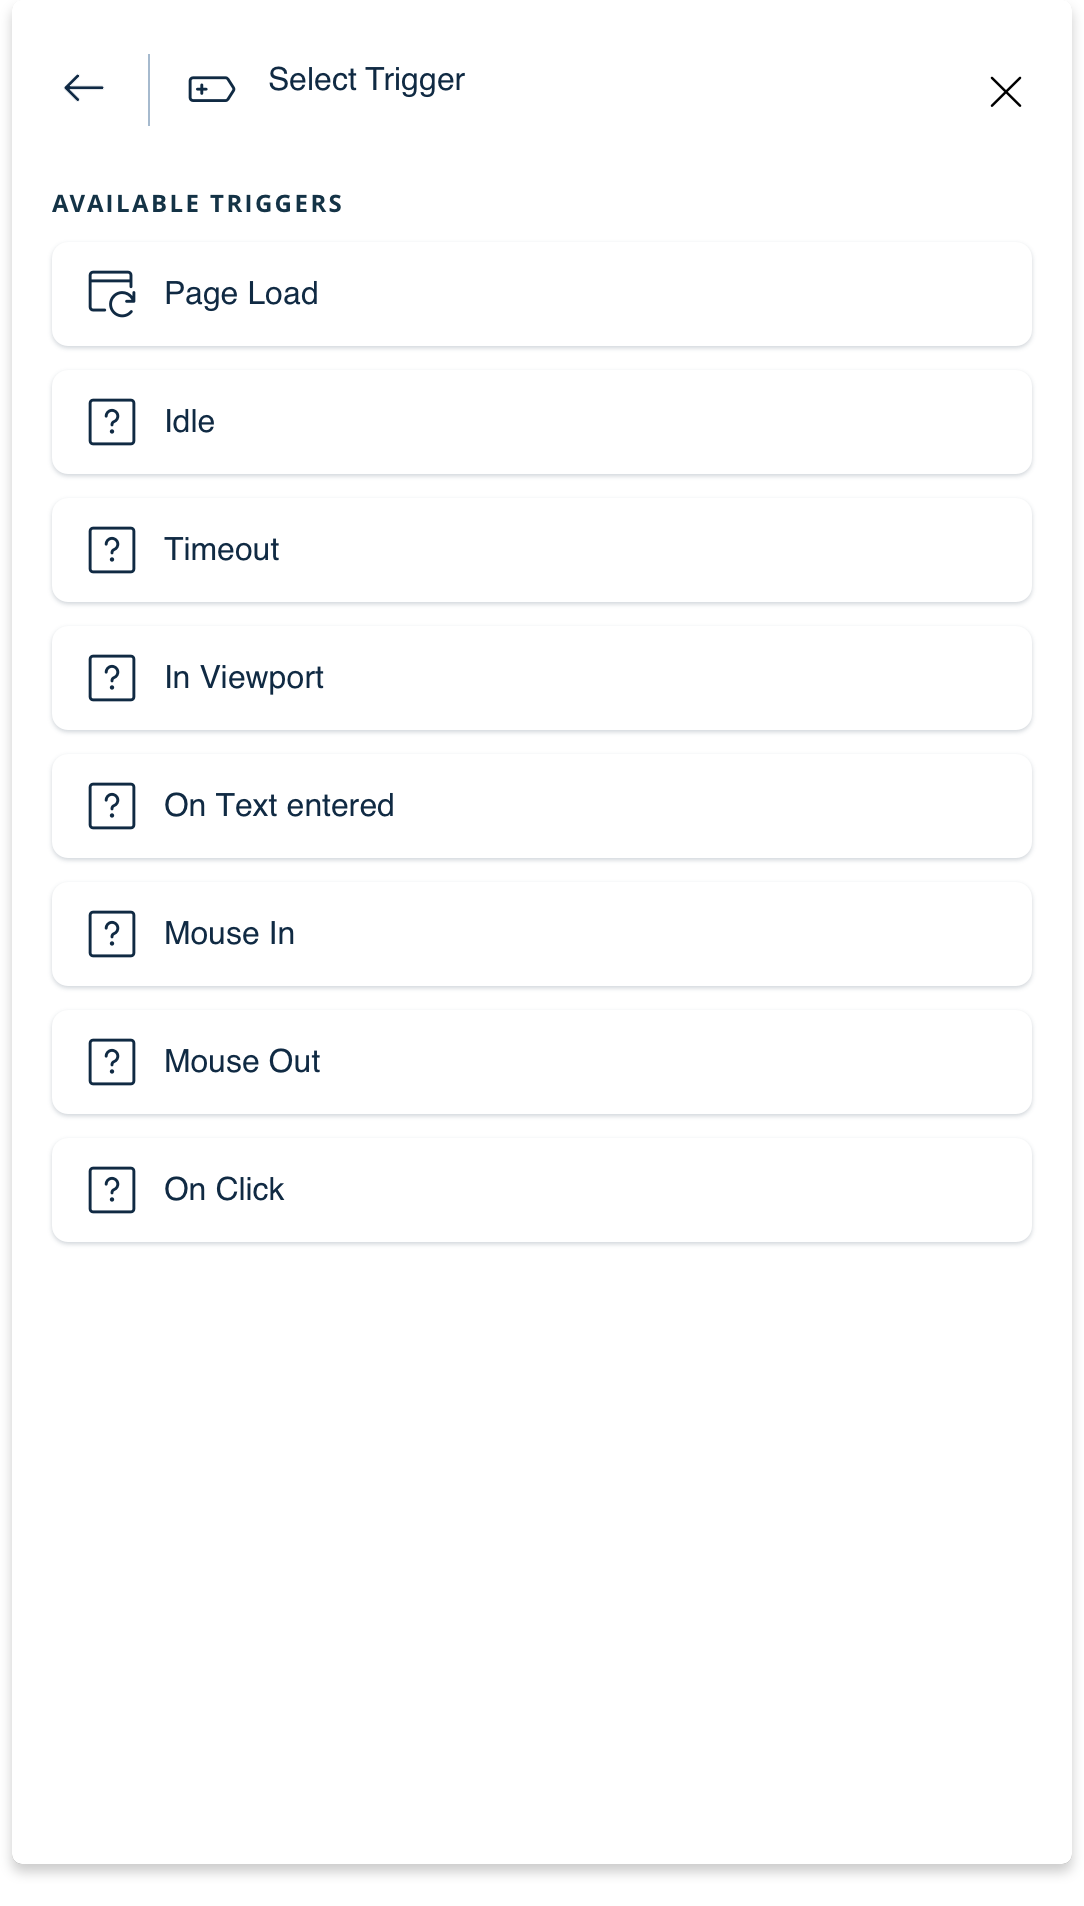 Select Trigger
AVAILABLE TRIGGERS
Page Load
? Idle
? Timeout
? In Viewport
? On Text entered
? Mouse In
? Mouse Out
? On Click